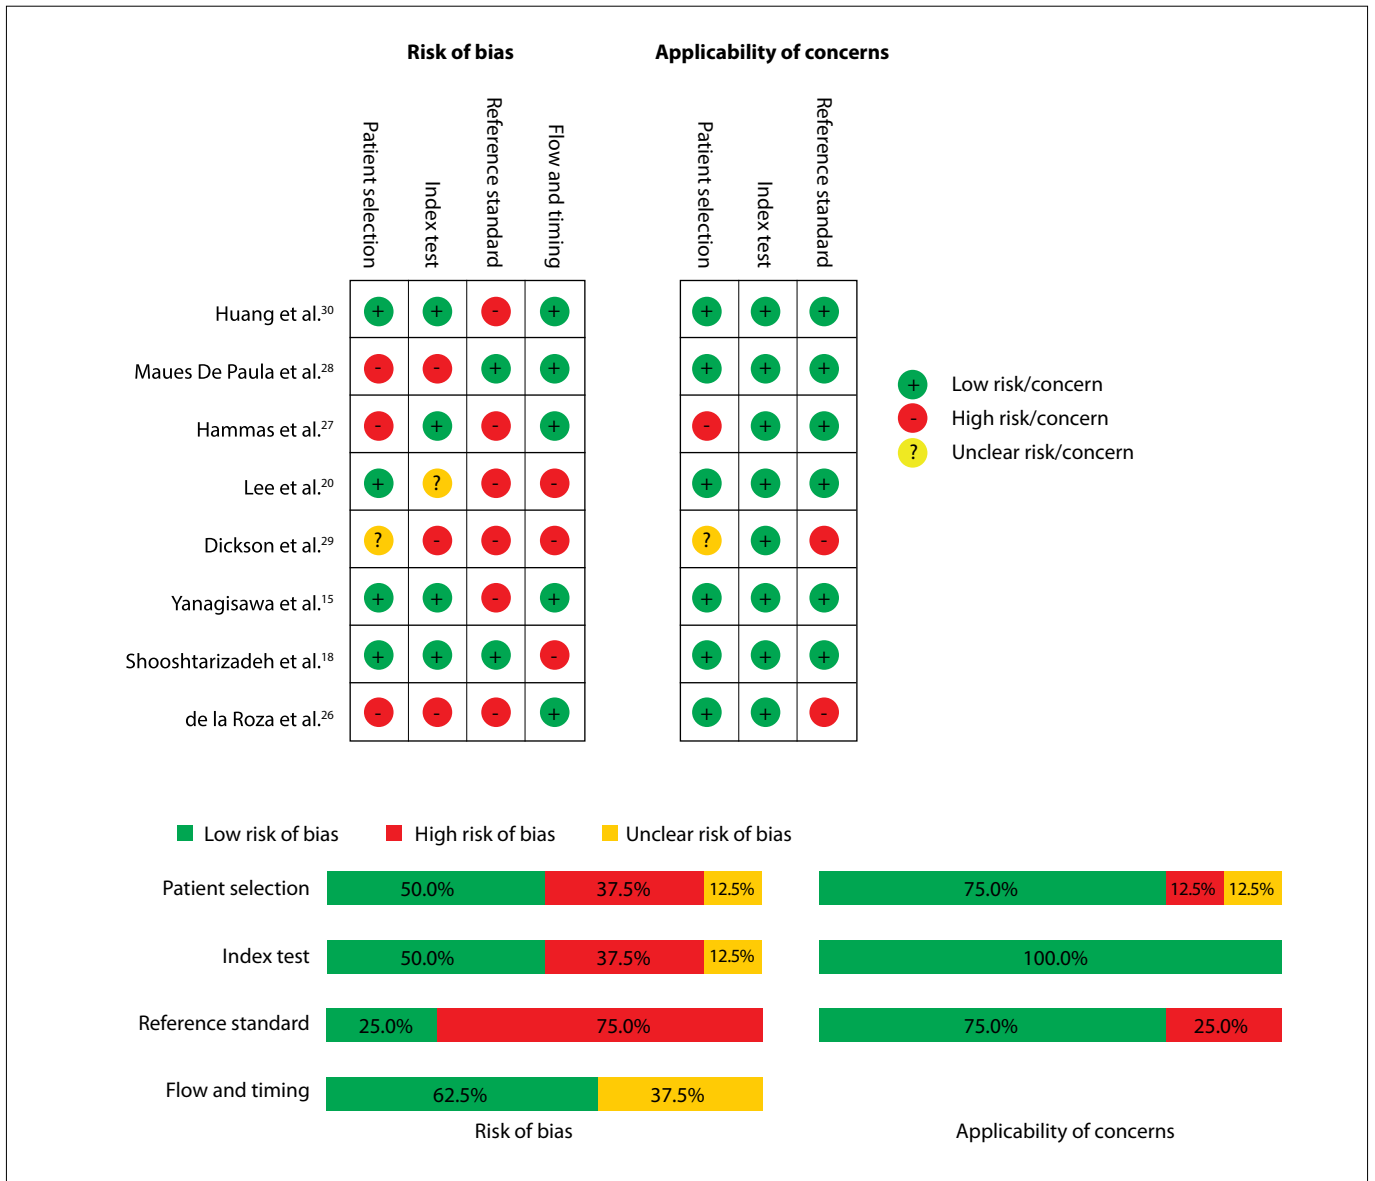 Risk of bias Applicability of concerns
Patient selection Index test Reference standard Flow and timing Patient selection Index test Reference standard
Huang et al.30 + + - + + + +
Maues De Paula et al.28 - - + + + + +
Low risk/concern +
Hammas et al.27 - + - + - + +
High risk/concern -
Unclear risk/concern ?
Lee et al.20 + ? - - + + +
Dickson et al.29 ? - - - ? + -
Yanagisawa et al.15 + + - + + + +
Shooshtarizadeh et al.18 + + + - + + +
de la Roza et al.26 - - - + + + -
Low risk of bias High risk of bias Unclear risk of bias
Patient selection 50.0% 37.5% 12.5% 75.0% 12.5% 12.5%
Index test 50.0% 37.5% 12.5% 100.0%
Reference standard 25.0% 75.0% 75.0% 25.0%
Flow and timing 62.5% 37.5%
Risk of bias Applicability of concerns